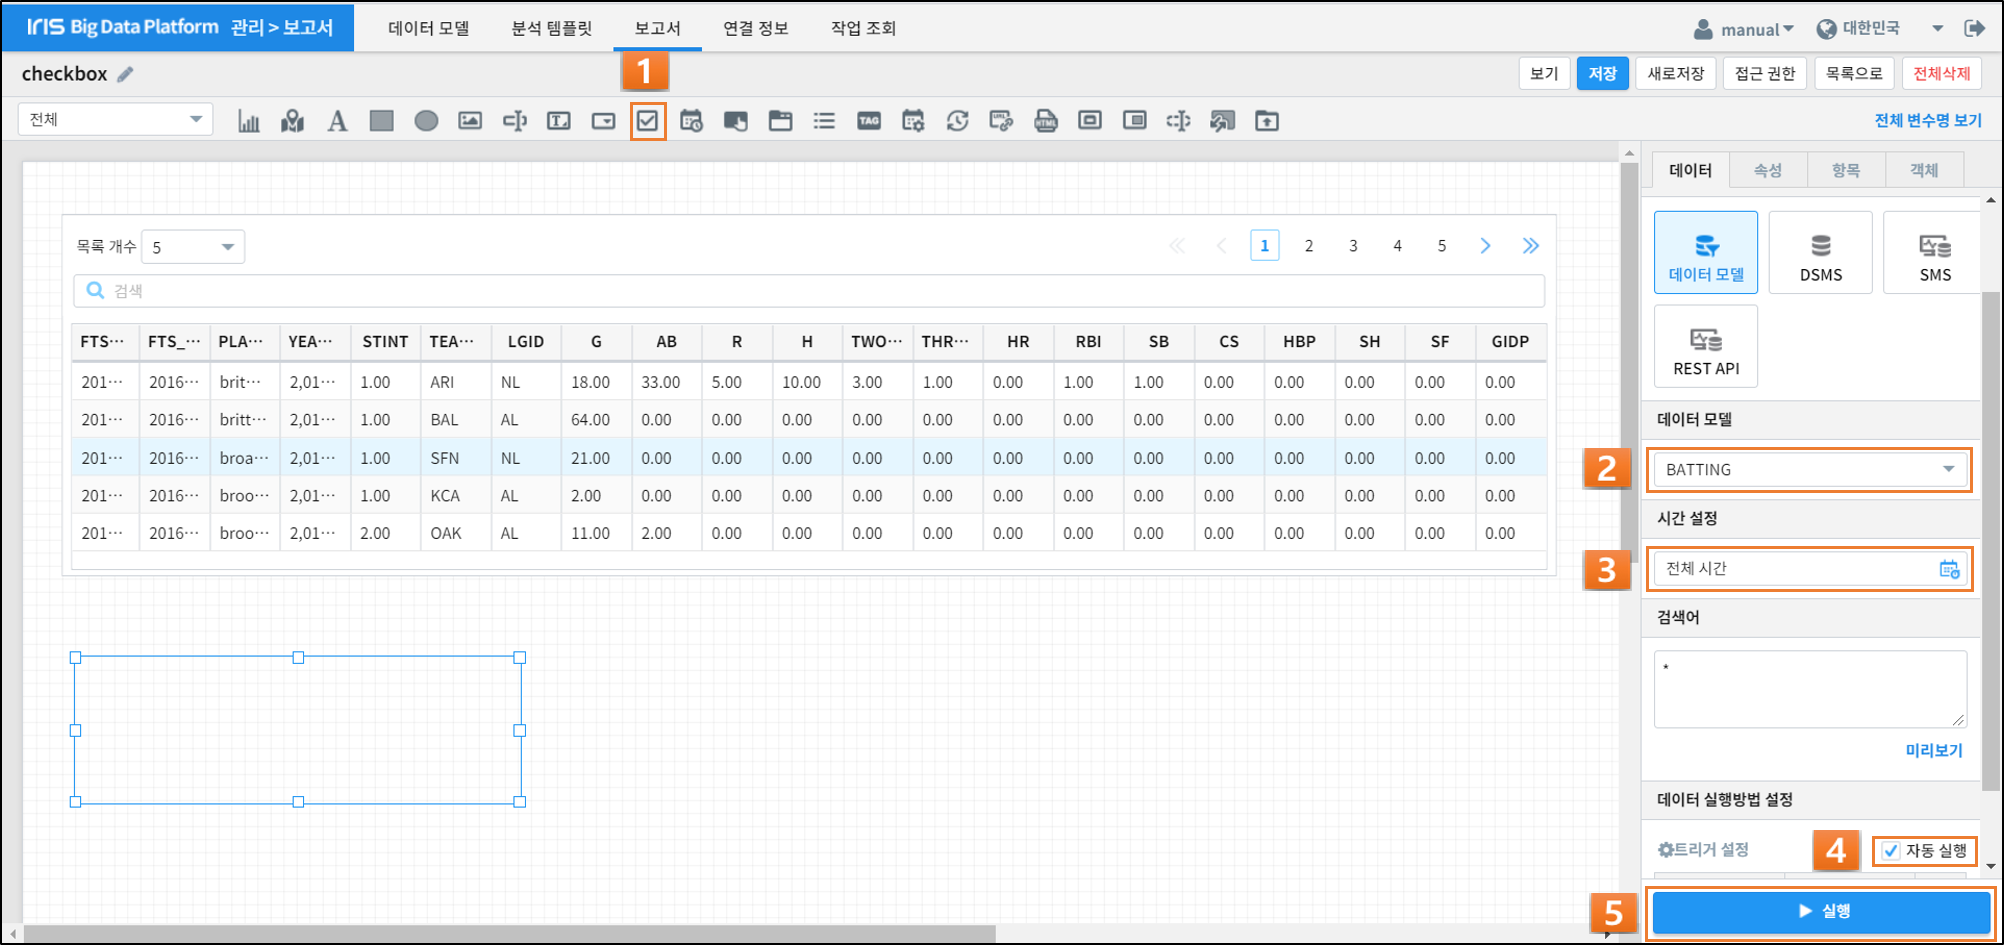 IRIS Big Data Platform 관리 > 보고서 데이터 모델 분석 템플릿 보고서 연결 정보 작업 조회 manual 대한민국
1
checkbox 보기 저장 새로저장 접근 권한 목록으로 전체삭제
전체 A T TAG URL HTML 전체 변수명 보기
데이터 속성 항목 객체
목록 개수 5 1 2 3 4 5
검색
데이터 모델 DSMS SMS
REST API
FTS··· FTS_··· PLA··· YEA··· STINT TEA··· LGID G AB R H TWO··· THR··· HR RBI SB CS HBP SH SF GIDP
201··· 2016··· brit··· 2,01··· 1.00 ARI NL 18.00 33.00 5.00 10.00 3.00 1.00 0.00 1.00 1.00 0.00 0.00 0.00 0.00 0.00
201··· 2016··· britt··· 2,01··· 1.00 BAL AL 64.00 0.00 0.00 0.00 0.00 0.00 0.00 0.00 0.00 0.00 0.00 0.00 0.00 0.00
201··· 2016··· broa··· 2,01··· 1.00 SFN NL 21.00 0.00 0.00 0.00 0.00 0.00 0.00 0.00 0.00 0.00 0.00 0.00 0.00 0.00
201··· 2016··· broo··· 2,01··· 1.00 KCA AL 2.00 0.00 0.00 0.00 0.00 0.00 0.00 0.00 0.00 0.00 0.00 0.00 0.00 0.00
201··· 2016··· broo··· 2,01··· 2.00 OAK AL 11.00 2.00 0.00 0.00 0.00 0.00 0.00 0.00 0.00 0.00 0.00 0.00 0.00 0.00
데이터 모델
2 BATTING
시간 설정
3 전체 시간
검색어
*
미리보기
데이터 실행방법 설정
트리거 설정 4 자동 실행
5 실행